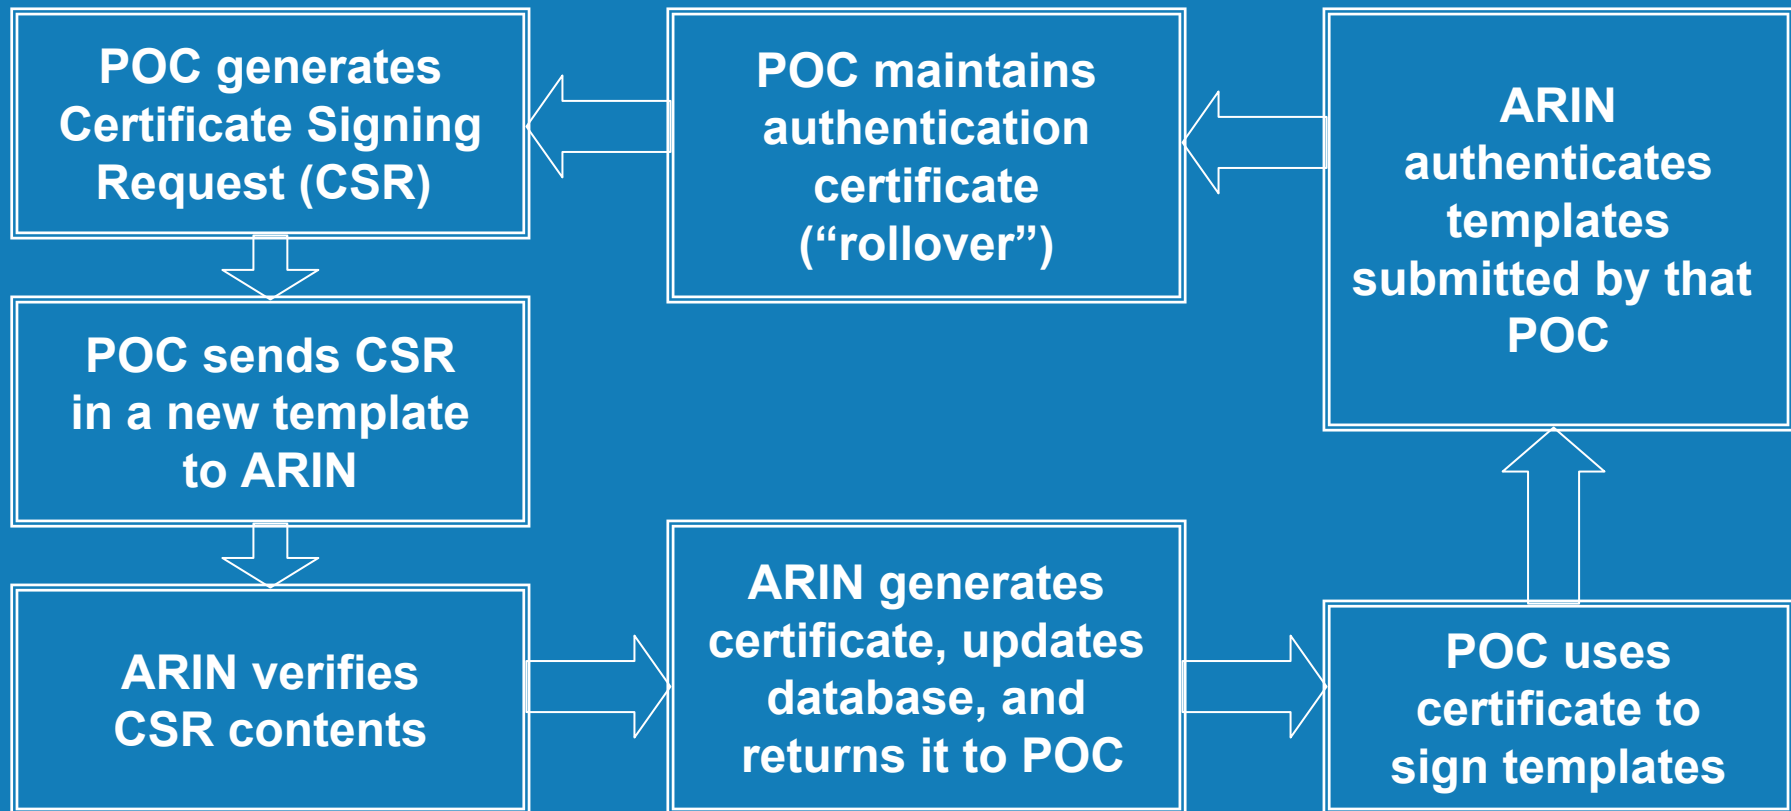 POC generates
Certificate Signing
Request (CSR)
POC maintains
authentication
certificate
(“rollover”)
ARIN
authenticates
templates
submitted by that
POC
POC sends CSR
in a new template
to ARIN
ARIN verifies
CSR contents
ARIN generates
certificate, updates
database, and
returns it to POC
POC uses
certificate to
sign templates